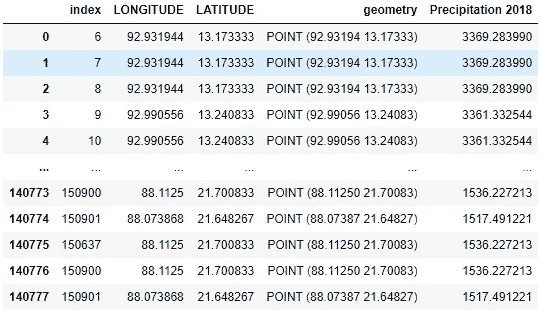 index LONGITUDE LATITUDE geometry Precipitation 2018
0 6 92.931944 13.173333 POINT (92.93194 13.17333) 3369.283990
1 7 92.931944 13.173333 POINT (92.93194 13.17333) 3369.283990
2 8 92.931944 13.173333 POINT (92.93194 13.17333) 3369.283990
3 9 92.990556 13.240833 POINT (92.99056 13.24083) 3361.332544
4 10 92.990556 13.240833 POINT (92.99056 13.24083) 3361.332544
... ... ... ... ... ...
140773 150900 88.1125 21.700833 POINT (88.11250 21.70083) 1536.227213
140774 150901 88.073868 21.648267 POINT (88.07387 21.64827) 1517.491221
140775 150637 88.1125 21.700833 POINT (88.11250 21.70083) 1536.227213
140776 150900 88.1125 21.700833 POINT (88.11250 21.70083) 1536.227213
140777 150901 88.073868 21.648267 POINT (88.07387 21.64827) 1517.491221